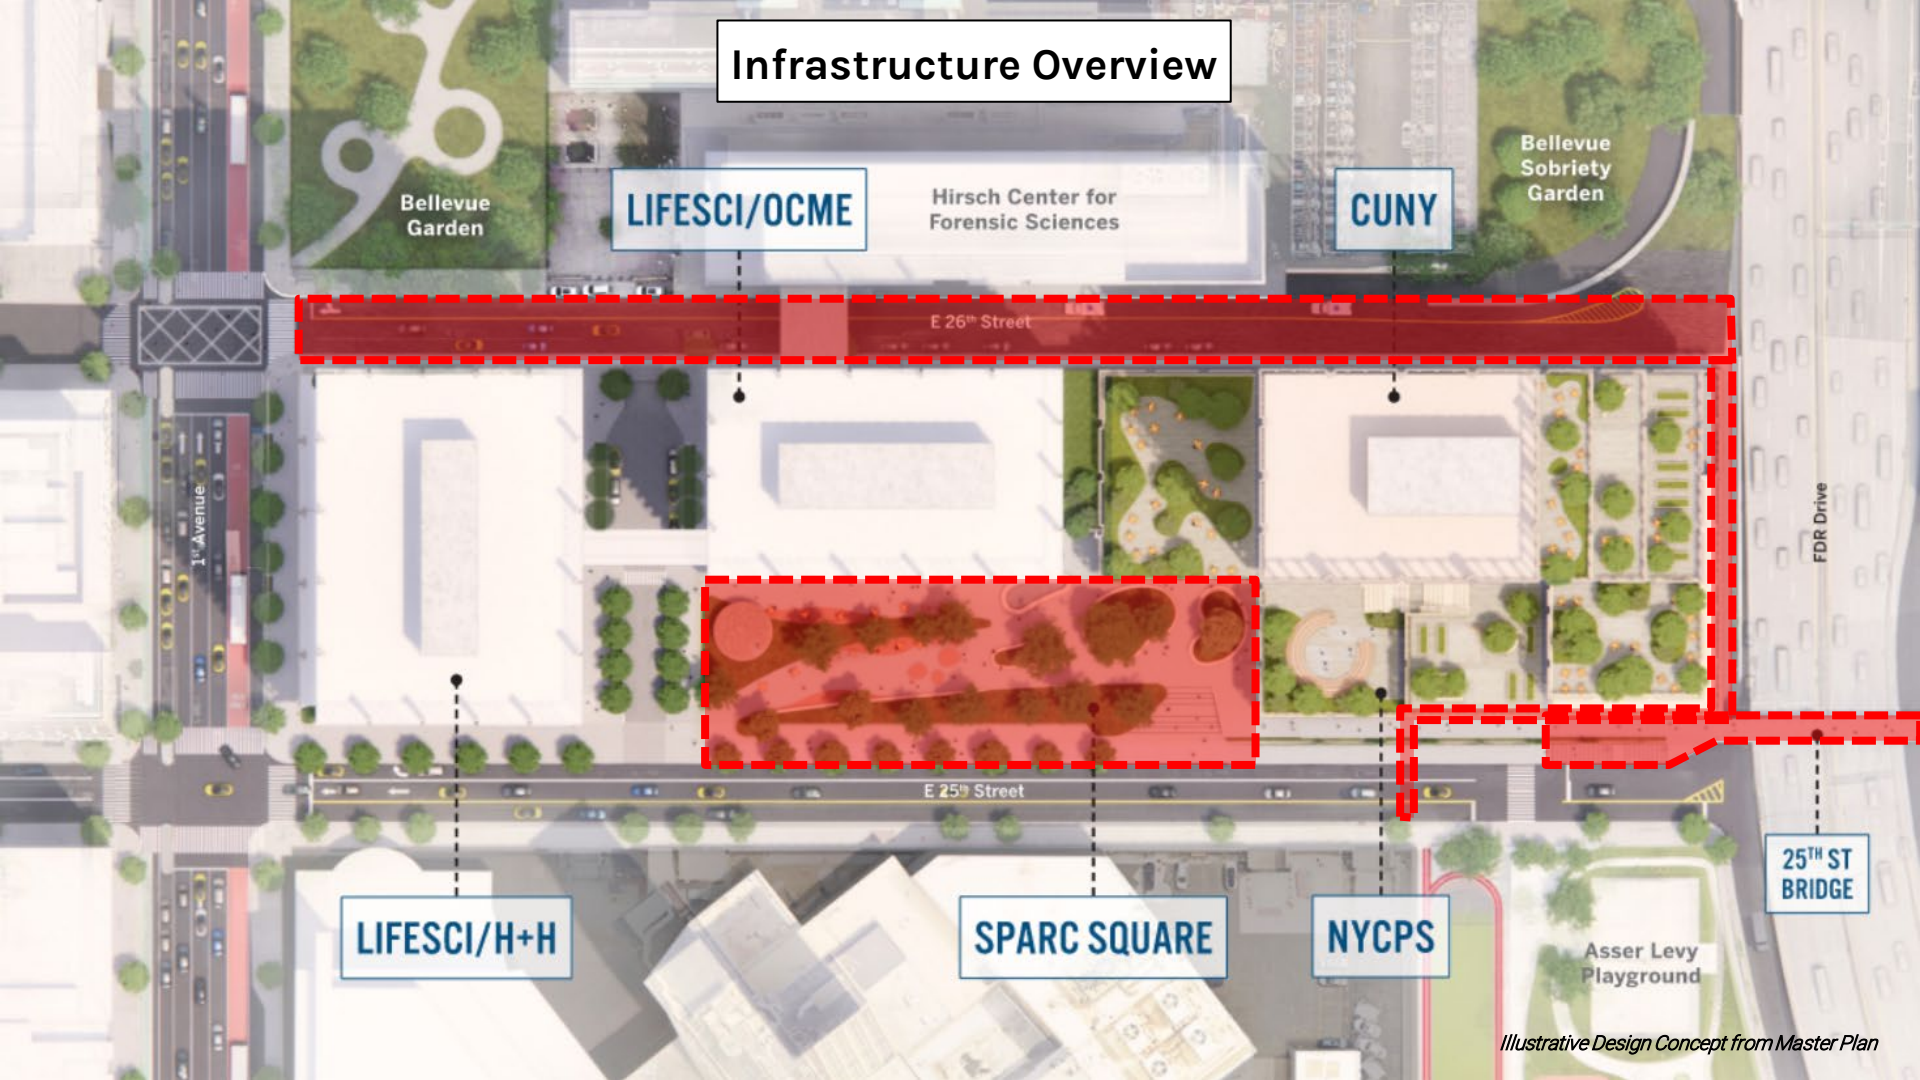 Infrastructure Overview
Bellevue
Garden
LIFESCI/OCME
Hirsch Center for
Forensic Sciences
CUNY
Bellevue
Sobriety
Garden
E 26th Street
1st Avenue
FDR Drive
E 25th Street
25TH ST
BRIDGE
LIFESCI/H+H
SPARC SQUARE
NYCPS
Asser Levy
Playground
Illustrative Design Concept from Master Plan